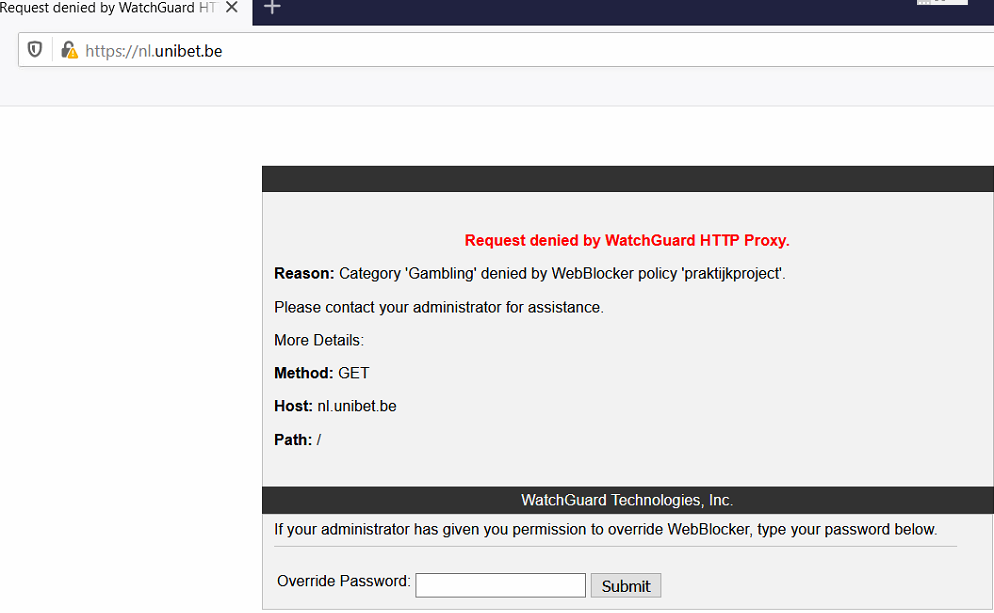 Request denied by WatchGuard HT
https://nl.unibet.be
Request denied by WatchGuard HTTP Proxy.
Reason: Category 'Gambling' denied by WebBlocker policy 'praktijkproject'.
Please contact your administrator for assistance.
More Details:
Method: GET
Host: nl.unibet.be
Path: /
WatchGuard Technologies, Inc.
If your administrator has given you permission to override WebBlocker, type your password below.
Override Password: Submit